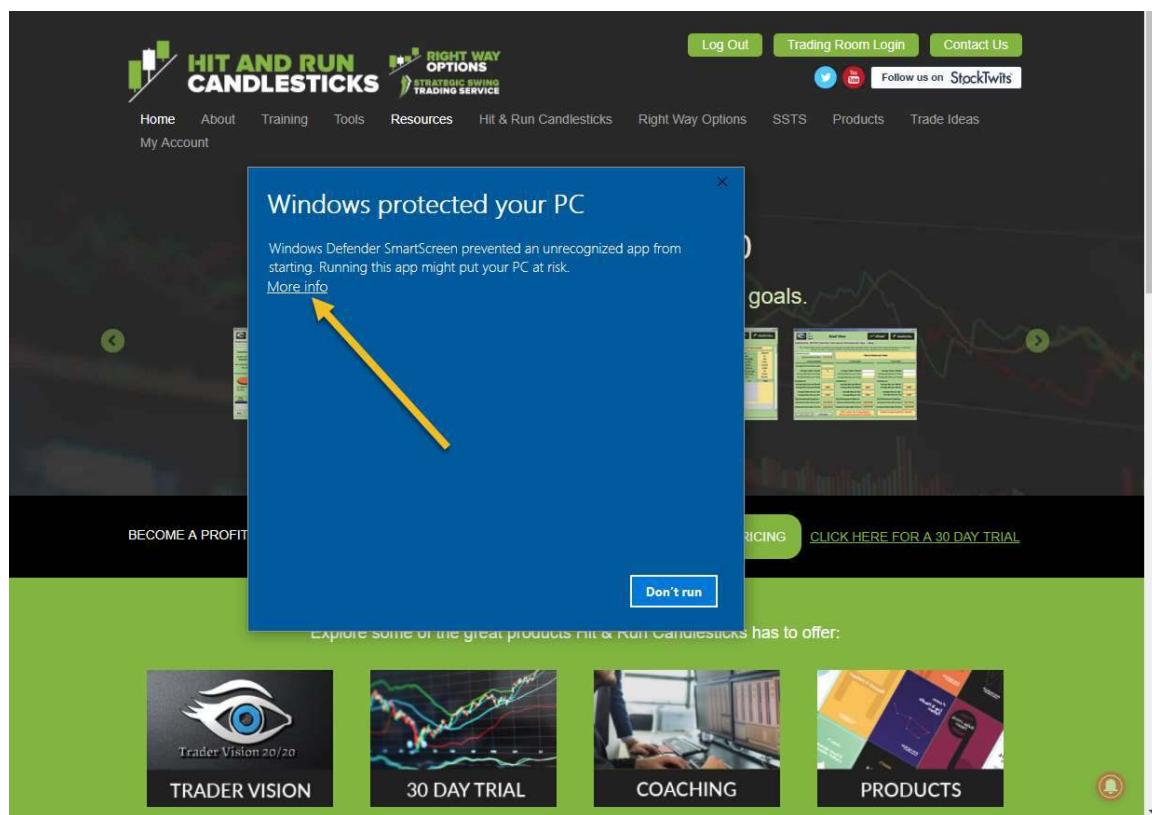 HIT AND RUN
CANDLESTICKS
RIGHT WAY
OPTIONS
STRATEGIC SWING
TRADING SERVICE
Log Out
Trading Room Login
Contact Us
You
Follow us on StockTwits
Home About Training Tools Resources Hit & Run Candlesticks Right Way Options SSTS Products Trade Ideas
My Account
Windows protected your PC
Windows Defender SmartScreen prevented an unrecognized app from
starting. Running this app might put your PC at risk.
More info
goals.
Don't run
BECOME A PROFIT
RICING
CLICK HERE FOR A 30 DAY TRIAL
Explore some of the great products Hit & Run Candlesticks has to offer:
Trader Vision 20/20
TRADER VISION
30 DAY TRIAL
COACHING
PRODUCTS